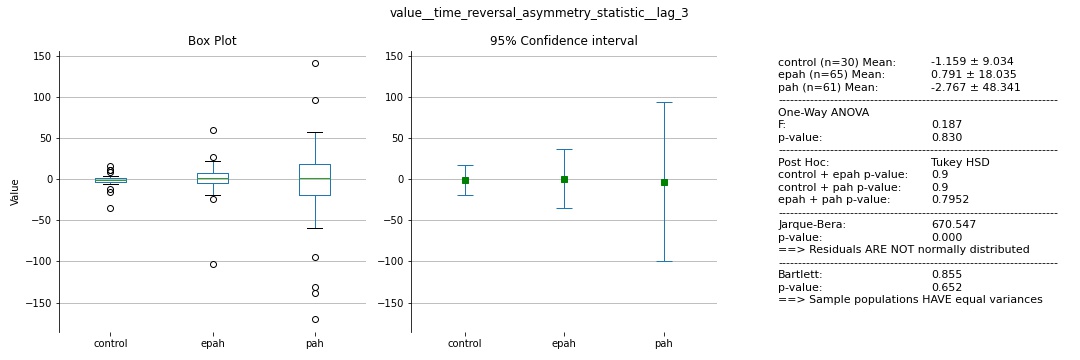 value__time_reversal_asymmetry_statistic__lag_3
Box Plot
150
100
50
0
−50
−100
−150
Value
control
epah
pah
95% Confidence interval
150
100
50
0
−50
−100
−150
control
epah
pah
control (n=30) Mean: -1.159 ± 9.034
epah (n=65) Mean: 0.791 ± 18.035
pah (n=61) Mean: -2.767 ± 48.341
One-Way ANOVA
F: 0.187
p-value: 0.830
Post Hoc: Tukey HSD
control + epah p-value: 0.9
control + pah p-value: 0.9
epah + pah p-value: 0.7952
Jarque-Bera: 670.547
p-value: 0.000
==> Residuals ARE NOT normally distributed
Bartlett: 0.855
p-value: 0.652
==> Sample populations HAVE equal variances